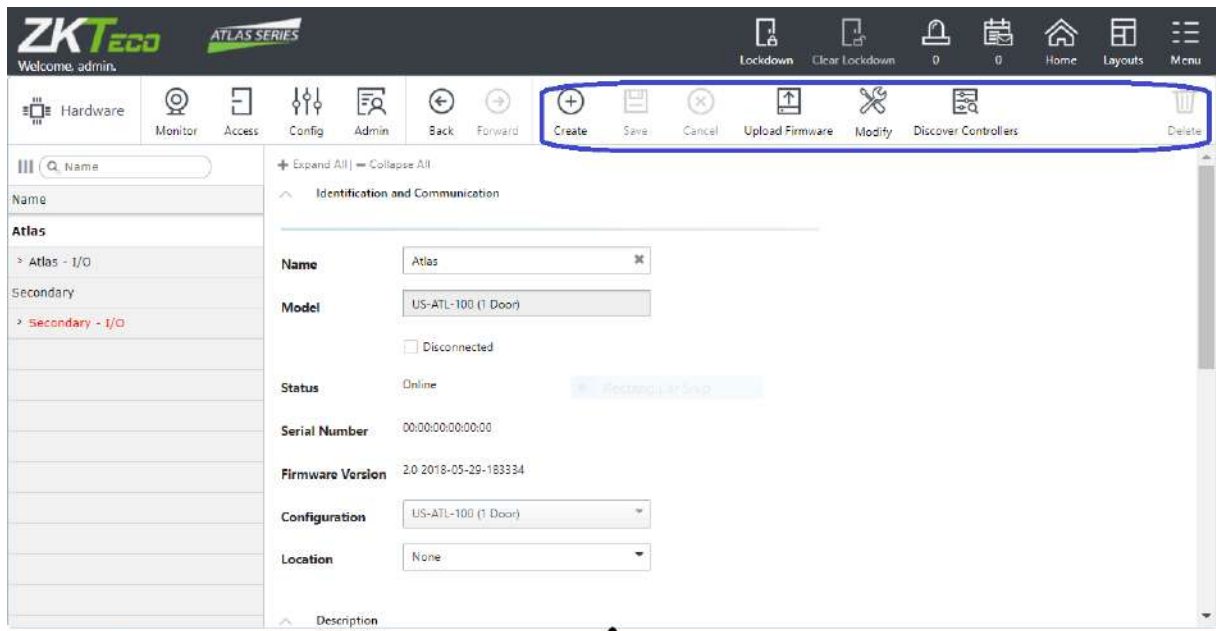 ZKTeco ATLAS SERIES
Welcome, admin.
Lockdown Clear Lockdown 0 0 Home Layouts Menu
Hardware Monitor Access Config Admin Back Forward Create Save Cancel Upload Firmware Modify Discover Controllers Delete
Name
Expand All | Collapse All
Name
Identification and Communication
Atlas
> Atlas - I/O
Secondary
> Secondary - I/O
Name Atlas
Model US-ATL-100 (1 Door)
Disconnected
Status Online
Rectangular Snip
Serial Number 00:00:00:00:00:00
Firmware Version 2.0 2018-05-29-183334
Configuration US-ATL-100 (1 Door)
Location None
Description